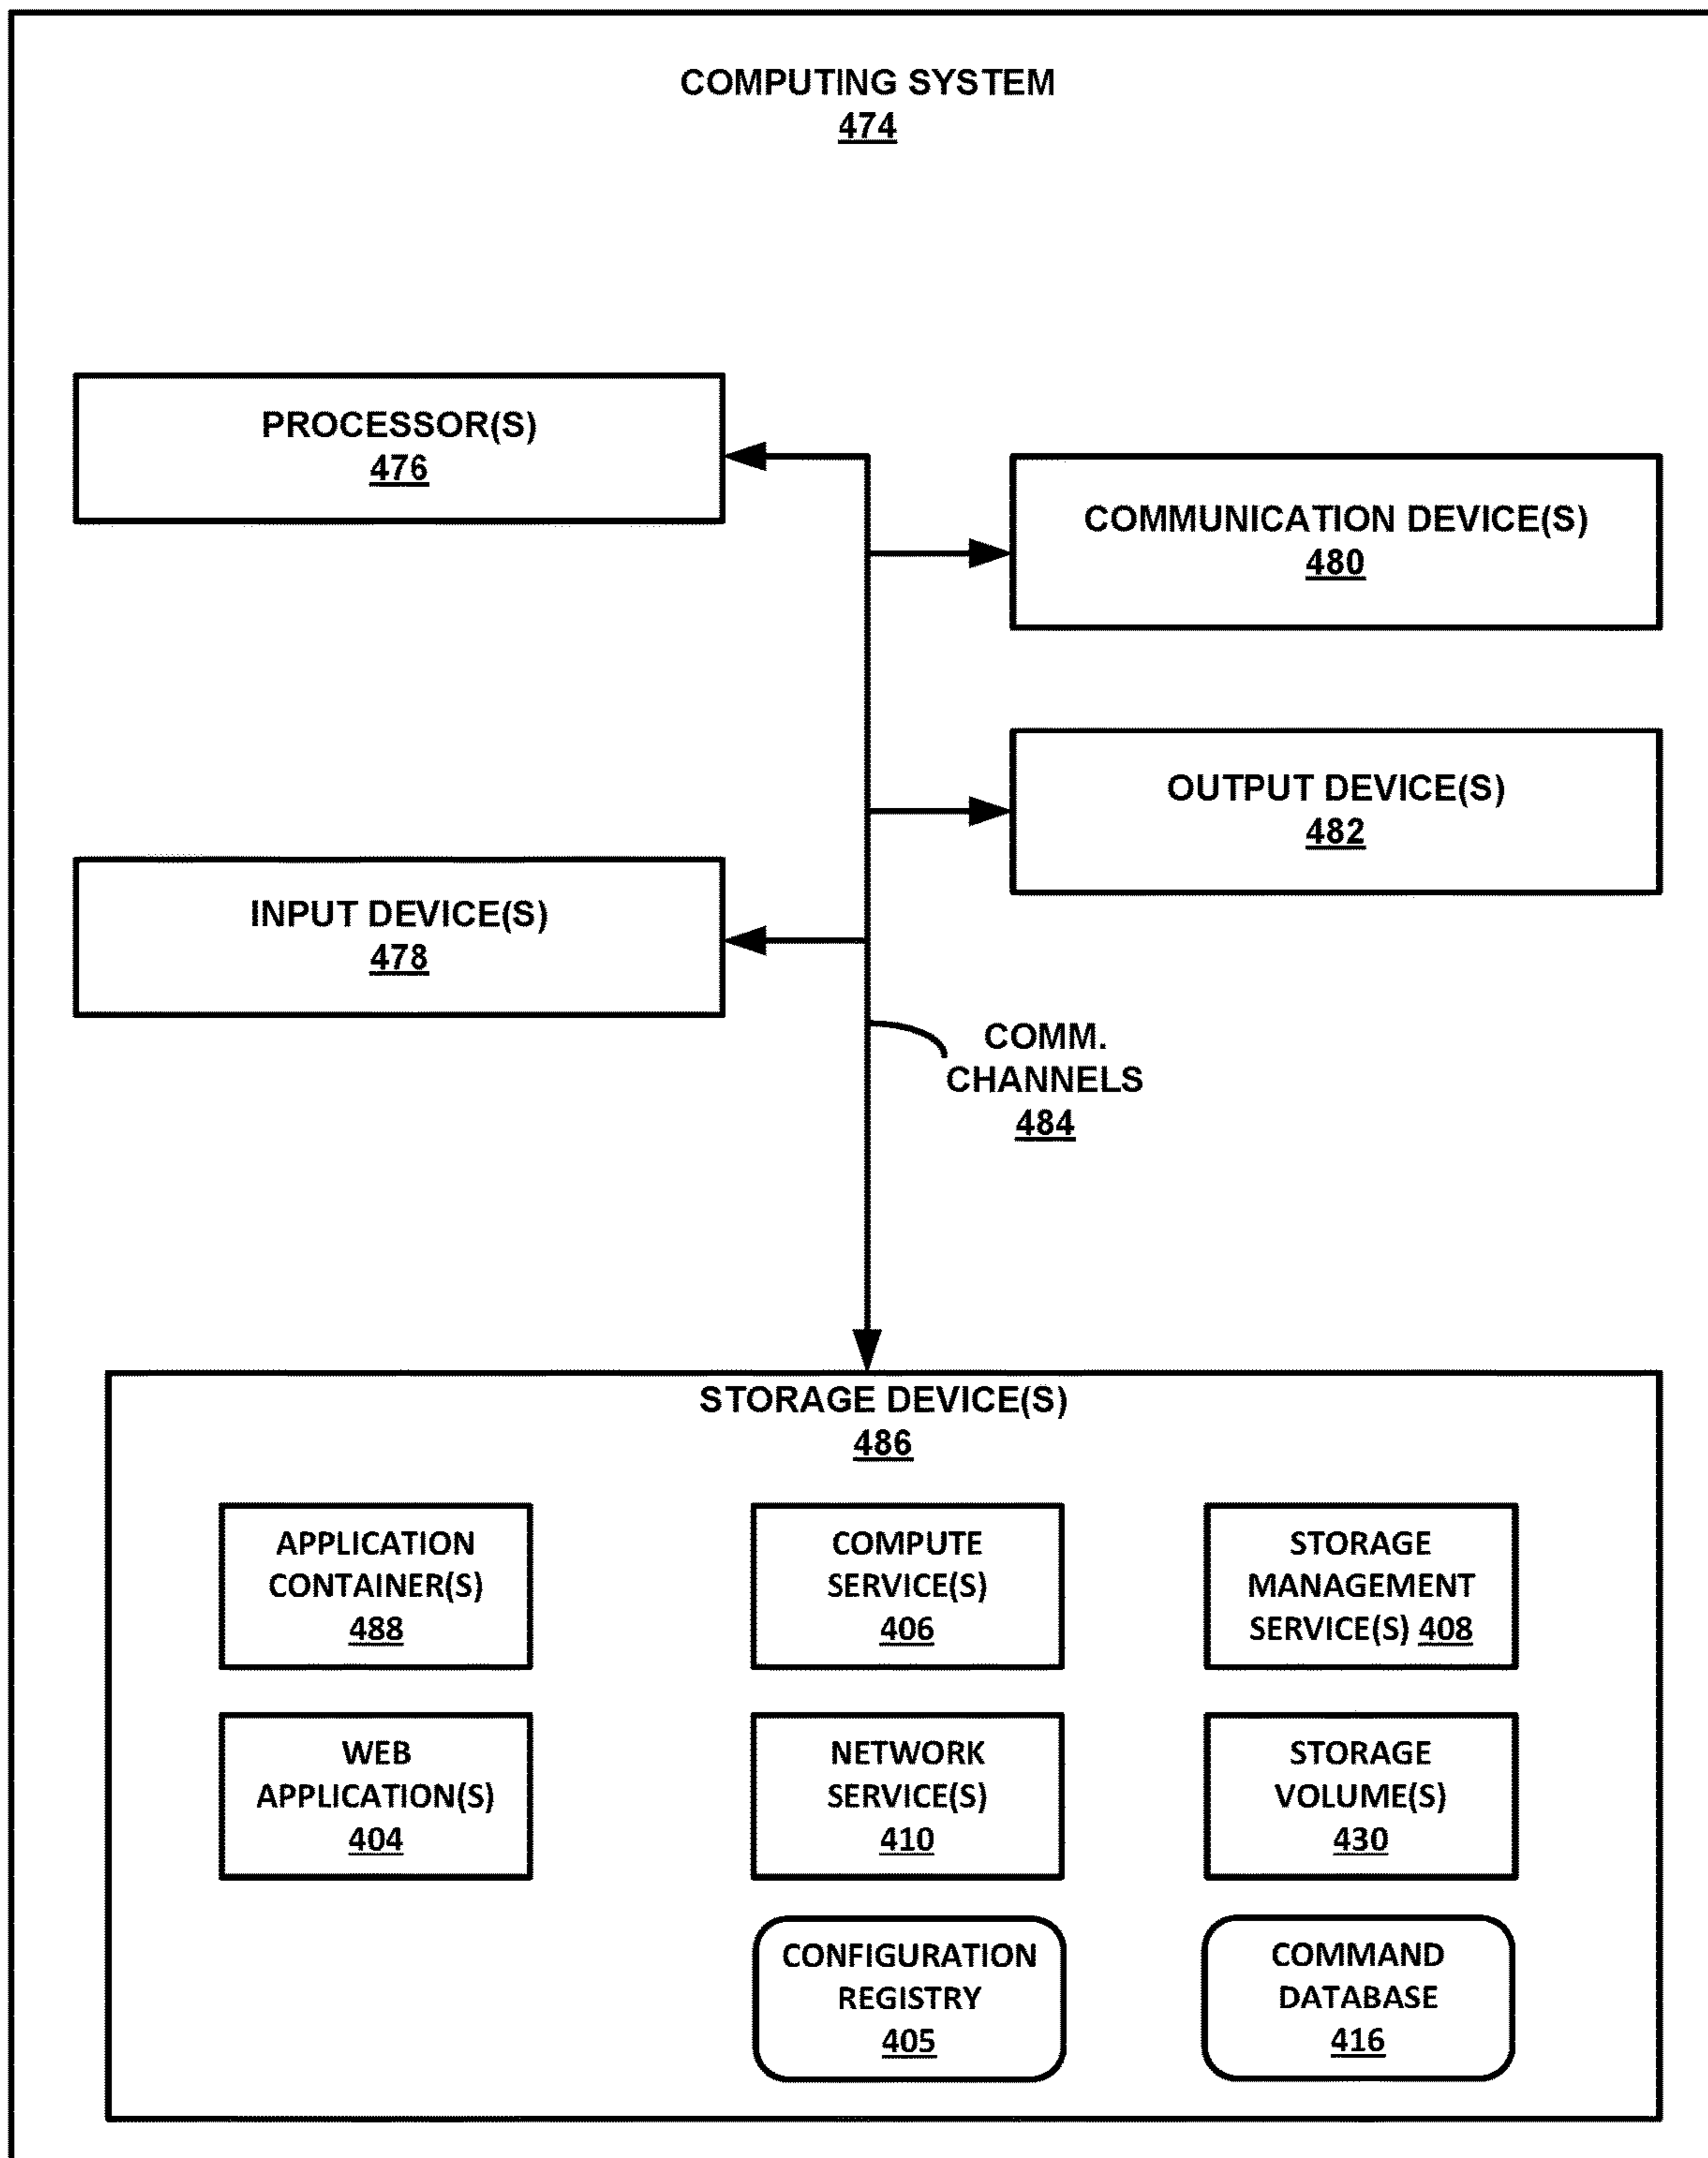 COMPUTING SYSTEM
474
PROCESSOR(S)
476
COMMUNICATION DEVICE(S)
480
OUTPUT DEVICE(S)
482
INPUT DEVICE(S)
478
COMM.
CHANNELS
484
STORAGE DEVICE(S)
486
APPLICATION
CONTAINER(S)
488
COMPUTE
SERVICE(S)
406
STORAGE
MANAGEMENT
SERVICE(S) 408
WEB
APPLICATION(S)
404
NETWORK
SERVICE(S)
410
STORAGE
VOLUME(S)
430
CONFIGURATION
REGISTRY
405
COMMAND
DATABASE
416